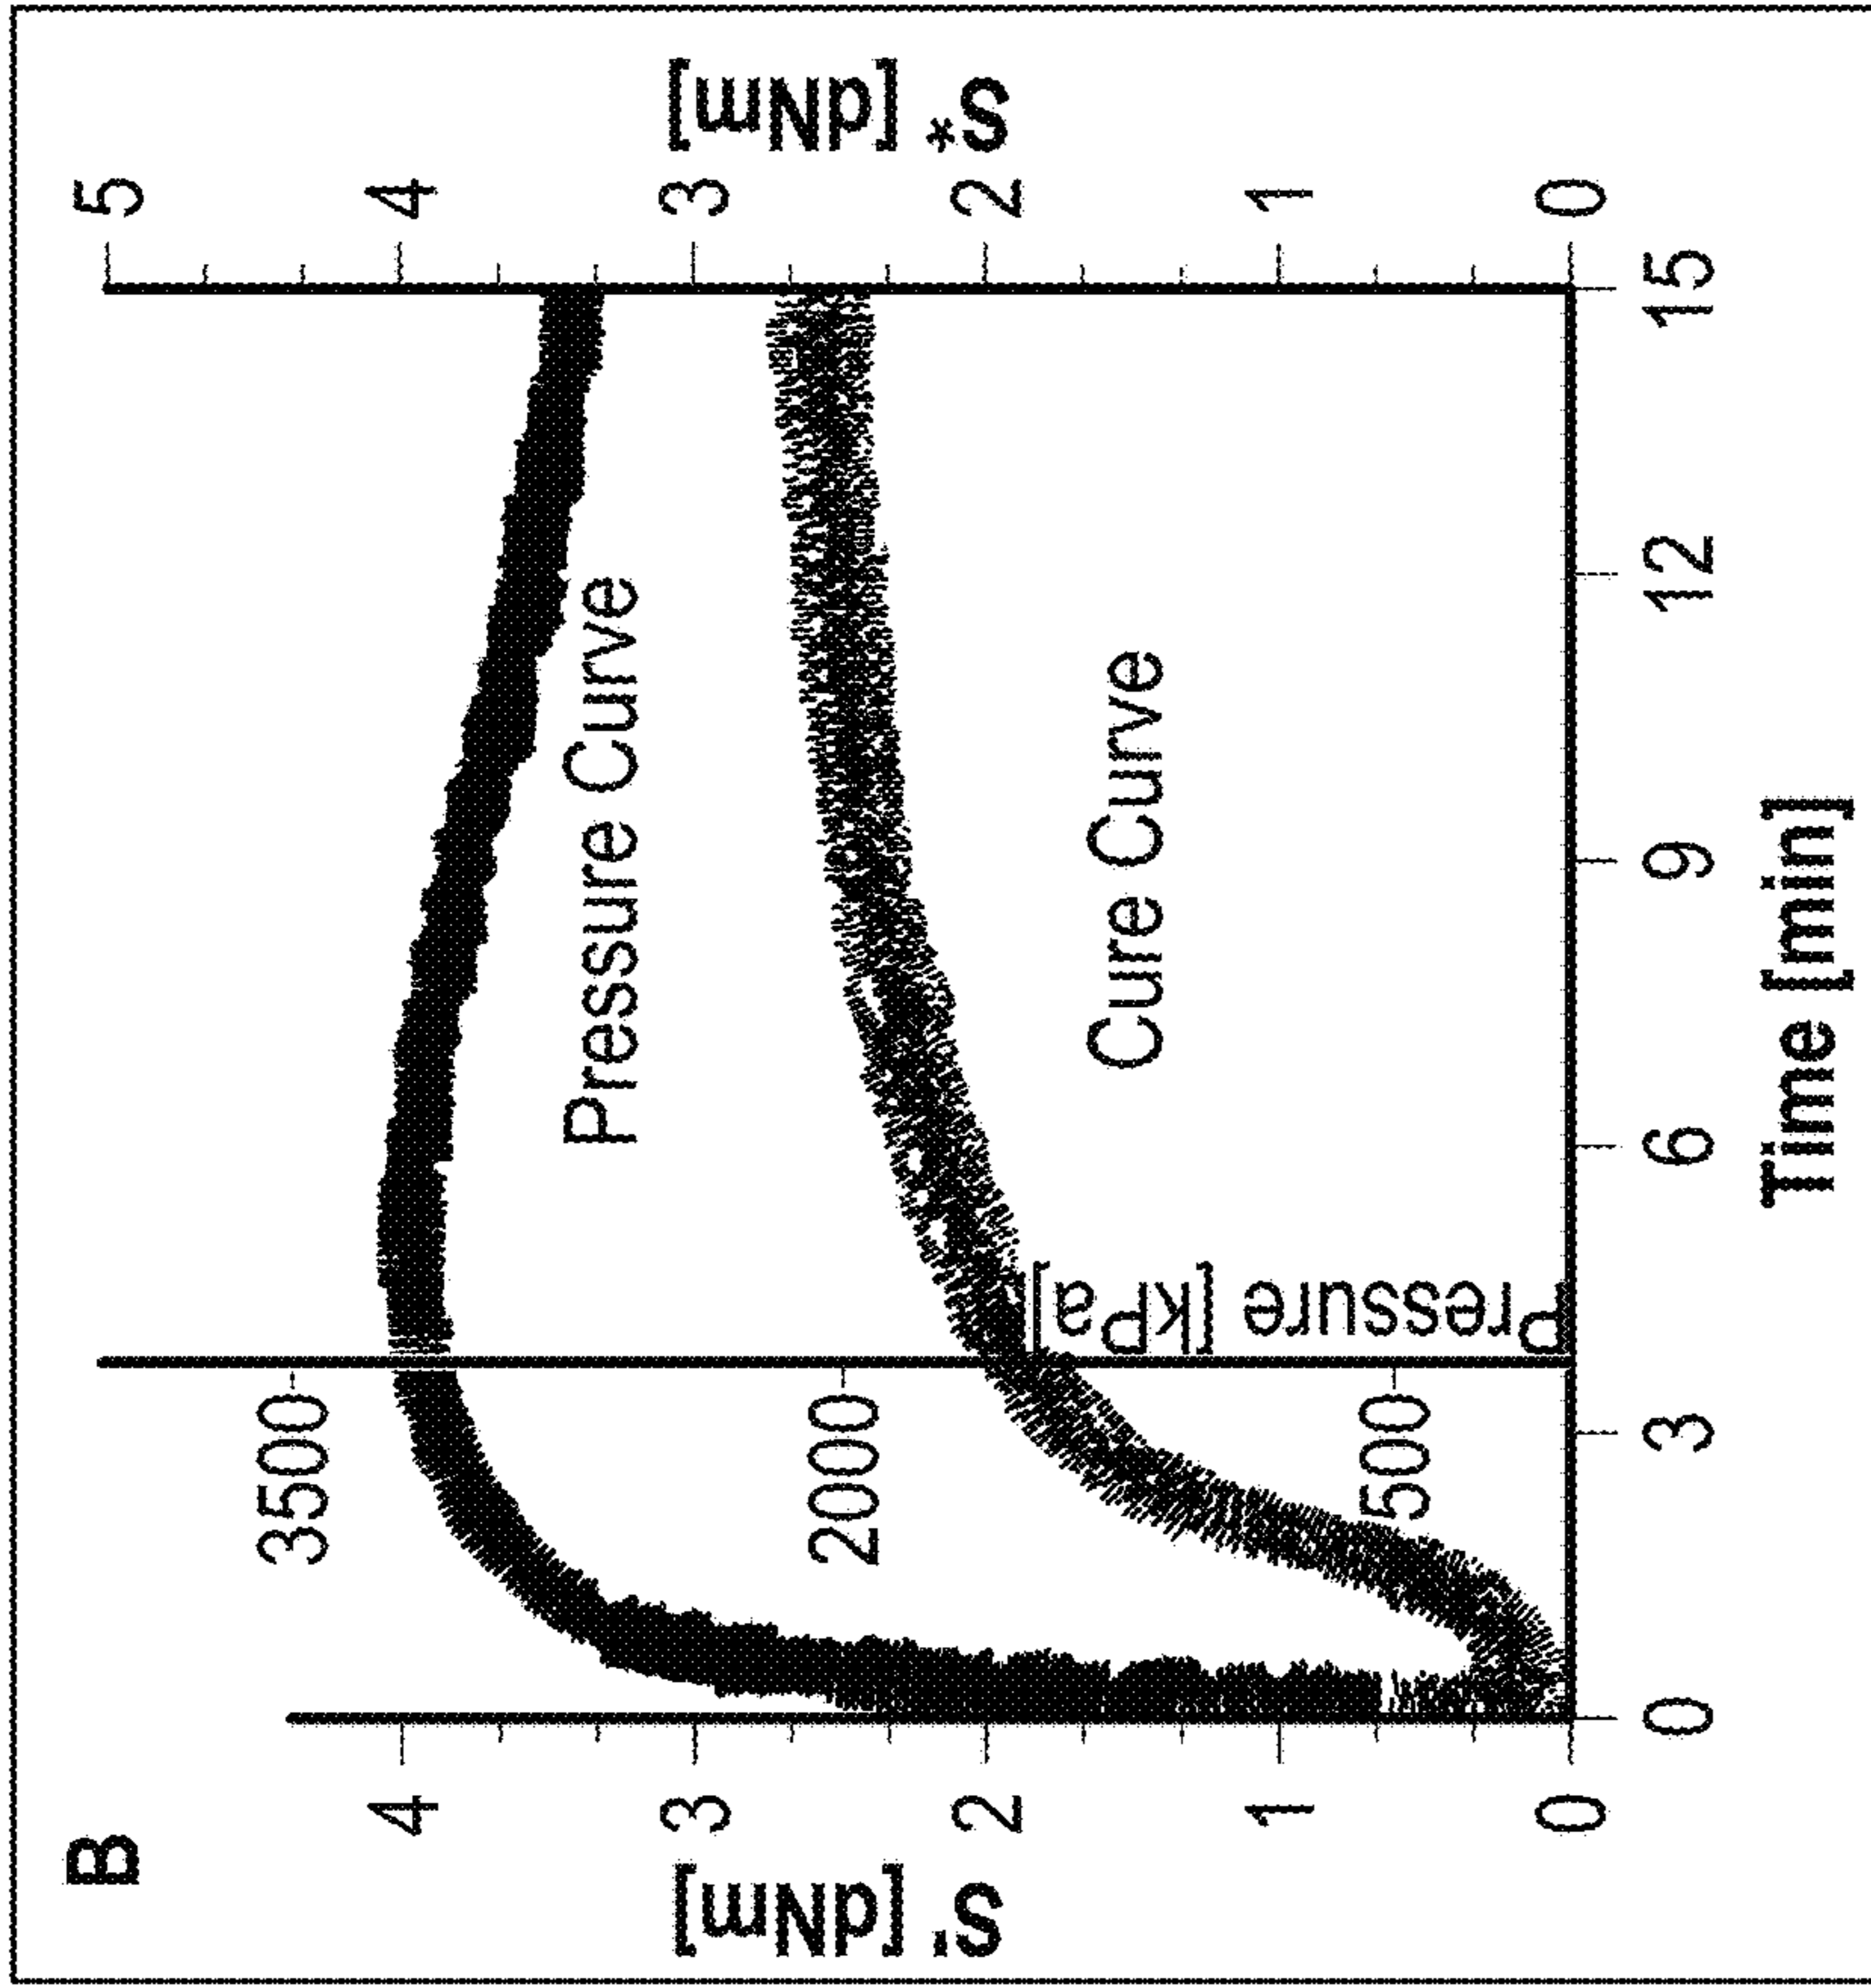 B
S' [dNm]
4
3
2
1
0
3500
2000
500
Pressure [kPa]
Pressure Curve
Cure Curve
5
4
3
2
1
0
S* [dNm]
0 3 6 9 12 15
Time [min]